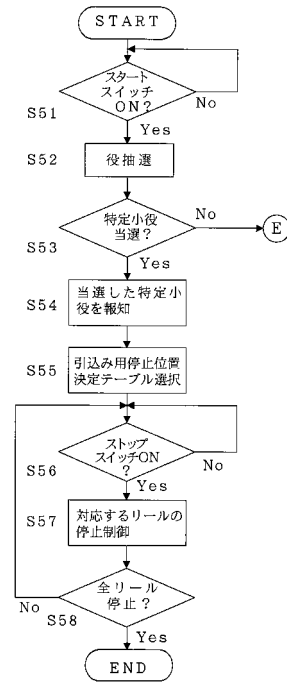 START
スタート
スイッチ
ON?
No
S51
Yes
S52
役抽選
特定小役
当選?
No
E
S53
Yes
S54
当選した特定小
役を報知
S55
引込み用停止位置
決定テーブル選択
ストップ
スイッチON
?
No
S56
Yes
S57
対応するリールの
停止制御
全リール
停止?
No
S58
Yes
END